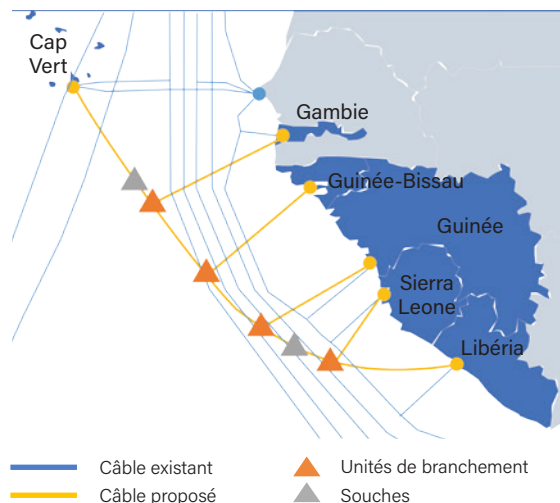 Cap
Vert
Gambie
Guinée-Bissau
Guinée
Sierra
Leone
Libéria
Câble existant
Unités de branchement
Câble proposé
Souches